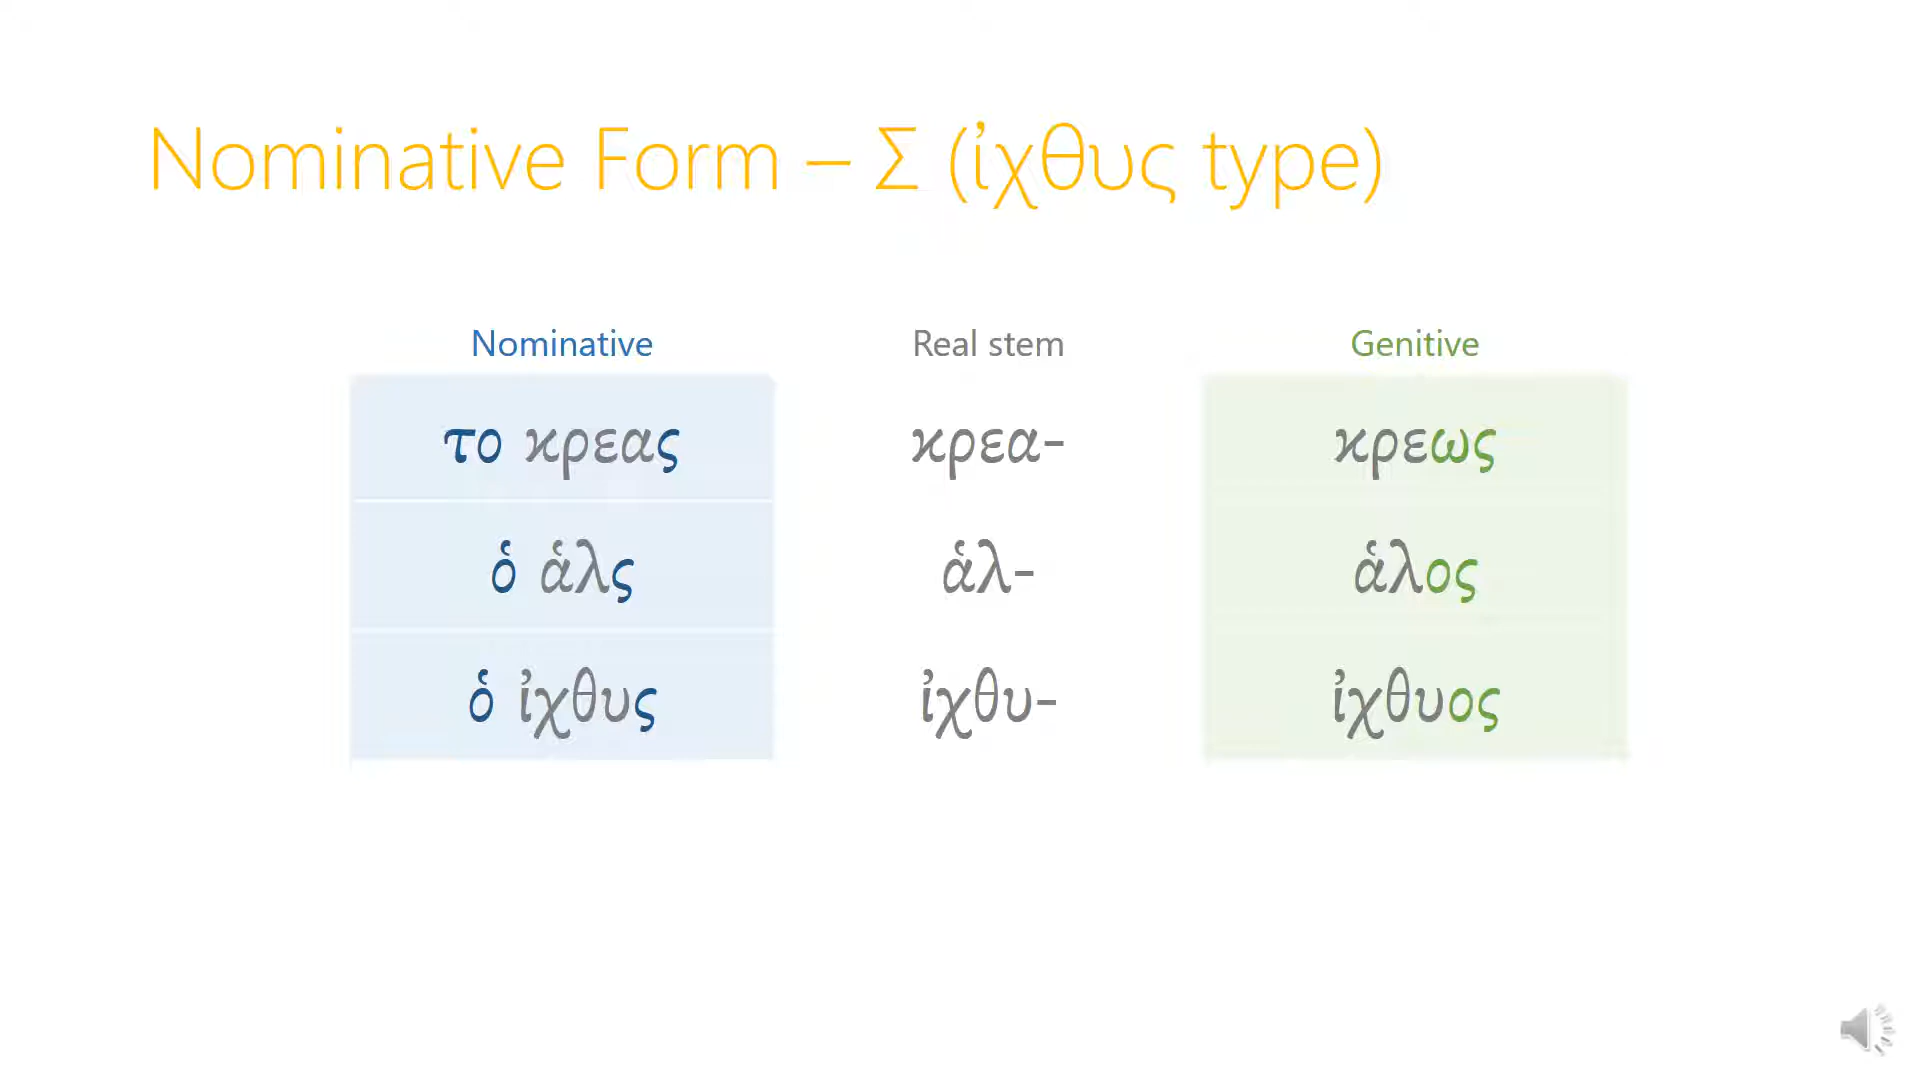 Nominative Form – Σ (ἰχθυς type)
Nominative Real stem Genitive
το κρεας κρεα- κρεως
ὁ ἁλς ἁλ- ἁλος
ὁ ἰχθυς ἰχθυ- ἰχθυος